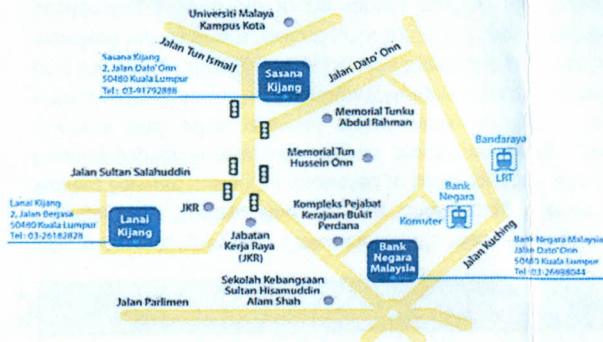 Universiti Malaya
Kampus Kota
Jalan Tun Ismail
Sasana Kijang
2, Jalan Dato' Onn
50480 Kuala Lumpur
Tel : 03-91792888
Sasana
Kijang
Jalan Dato' Onn
Memorial Tunku
Abdul Rahman
Memorial Tun
Hussein Onn
Bandaraya
LRT
Jalan Sultan Salahuddin
Lanai Kijang
2, Jalan Berjasa
50480 Kuala Lumpur
Tel : 03-26182828
Lanai
Kijang
JKR
Jabatan
Kerja Raya
(JKR)
Kompleks Pejabat
Kerajaan Bukit
Perdana
Bank
Negara
Komuter
Jalan Kuching
Bank
Negara
Malaysia
Bank Negara Malaysia
Jalan Dato' Onn
50480 Kuala Lumpur
Tel : 03-26988044
Sekolah Kebangsaan
Sultan Hisamuddin
Alam Shah
Jalan Parlimen